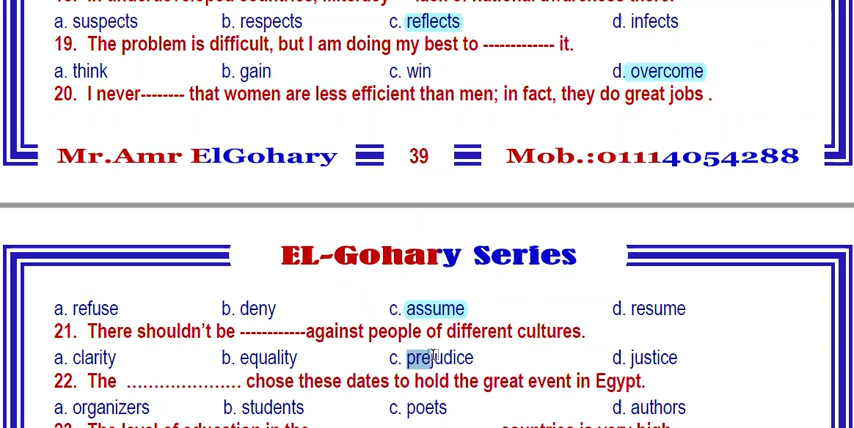 a. suspects b. respects c. reflects d. infects
19. The problem is difficult, but I am doing my best to ------------- it.
a. think b. gain c. win d. overcome
20. I never-------- that women are less efficient than men; in fact, they do great jobs .
Mr.Amr ElGohary 39 Mob.:01114054288
EL-Gohary Series
a. refuse b. deny c. assume d. resume
21. There shouldn't be ------------against people of different cultures.
a. clarity b. equality c. prejudice d. justice
22. The ………………… chose these dates to hold the great event in Egypt.
a. organizers b. students c. poets d. authors